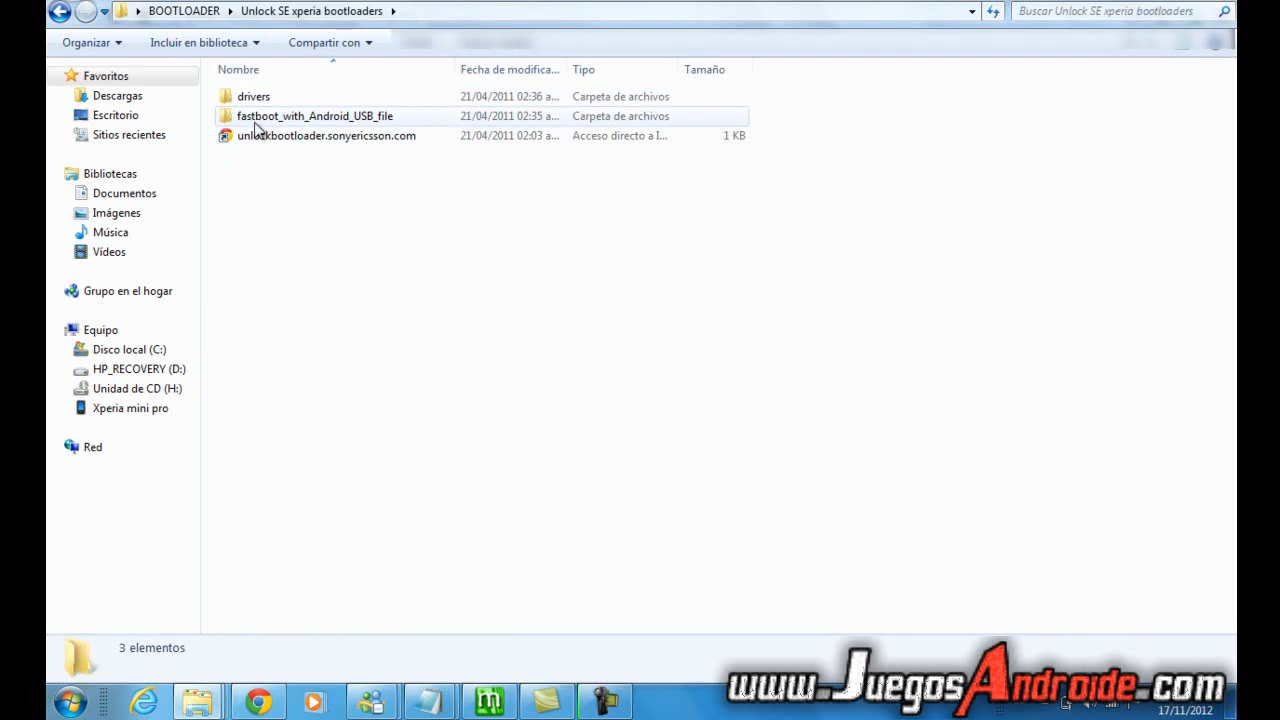 BOOTLOADER Unlock SE xperia bootloaders Buscar Unlock SE xperia bootloaders
Organizar Incluir en biblioteca Compartir con
Nombre Fecha de modifica... Tipo Tamaño
Favoritos
Descargas
Escritorio
Sitios recientes
Bibliotecas
Documentos
Imágenes
Música
Vídeos
Grupo en el hogar
Equipo
Disco local (C:)
HP_RECOVERY (D:)
Unidad de CD (H:)
Xperia mini pro
Red
drivers 21/04/2011 02:36 a... Carpeta de archivos
fastboot_with_Android_USB_file 21/04/2011 02:35 a... Carpeta de archivos
unlockbootloader.sonyericsson.com 21/04/2011 02:03 a... Acceso directo a I... 1 KB
3 elementos
www.JuegosAndroide.com
17/11/2012